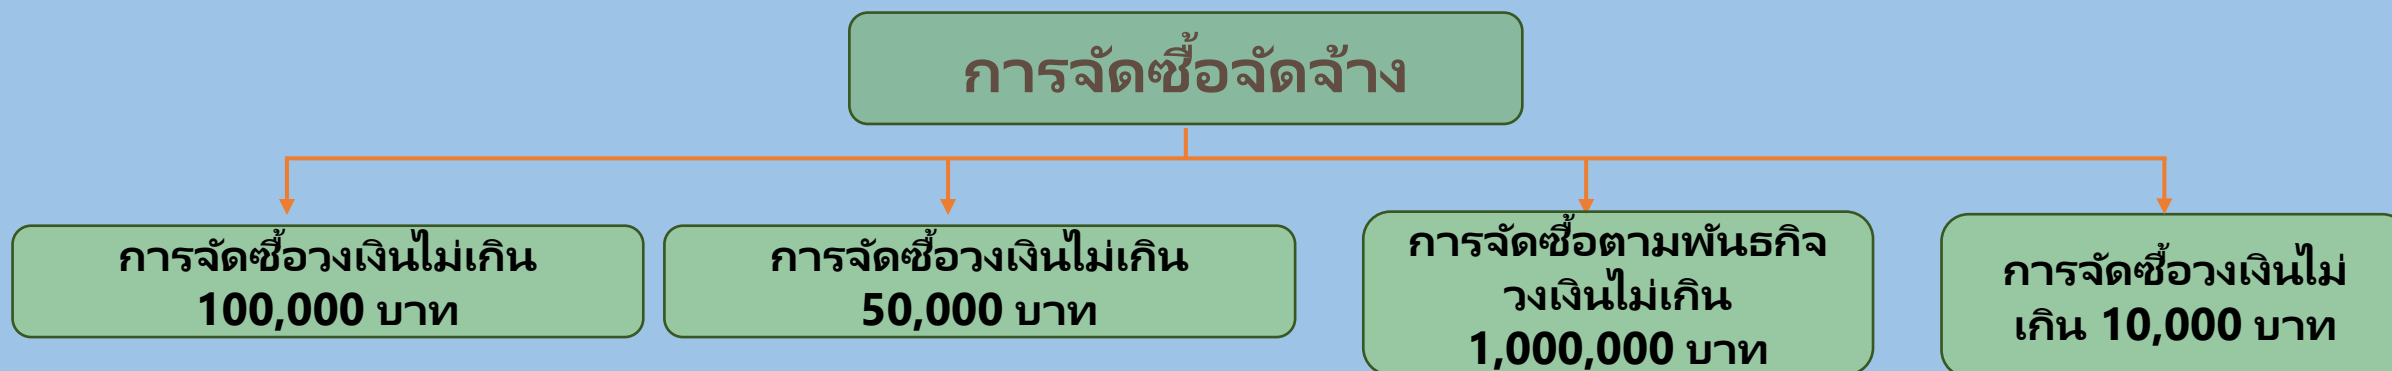 การจัดซื้อจัดจ้าง
การจัดซื้อวงเงินไม่เกิน
100,000 บาท
การจัดซื้อวงเงินไม่เกิน
50,000 บาท
การจัดซื้อตามพันธกิจ
วงเงินไม่เกิน
1,000,000 บาท
การจัดซื้อวงเงินไม่
เกิน 10,000 บาท